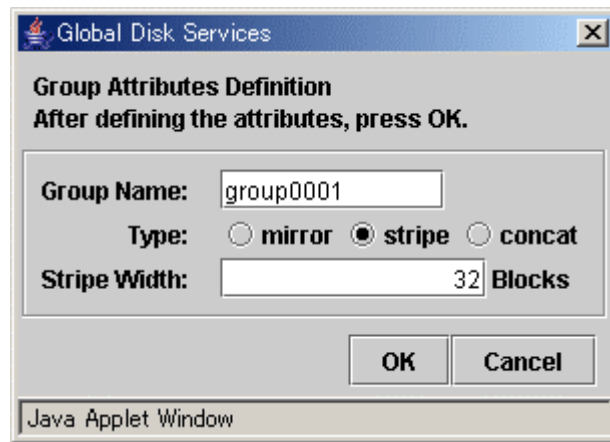 Global Disk Services
Group Attributes Definition
After defining the attributes, press OK.
Group Name: group0001
Type: mirror stripe concat
Stripe Width: 32 Blocks
OK Cancel
Java Applet Window